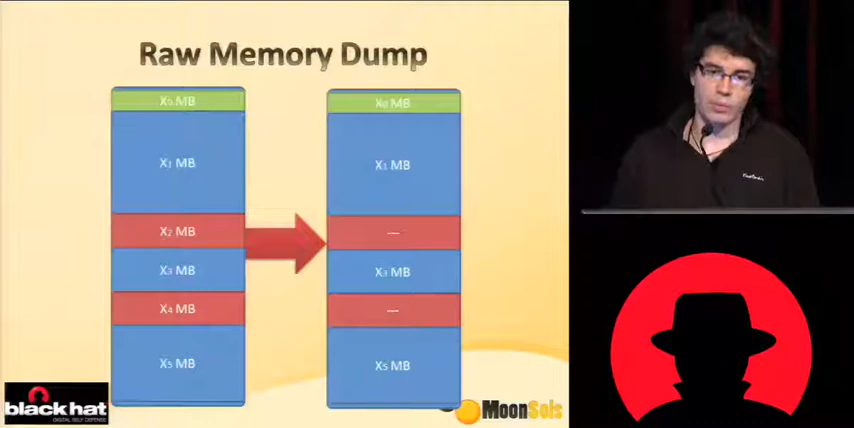 Raw Memory Dump
X₀ MB
X₁ MB
X₂ MB
X₃ MB
X₄ MB
X₅ MB
X₀ MB
X₁ MB
---
X₃ MB
---
X₅ MB
black hat
DIGITAL SELF DEFENSE
MoonSols